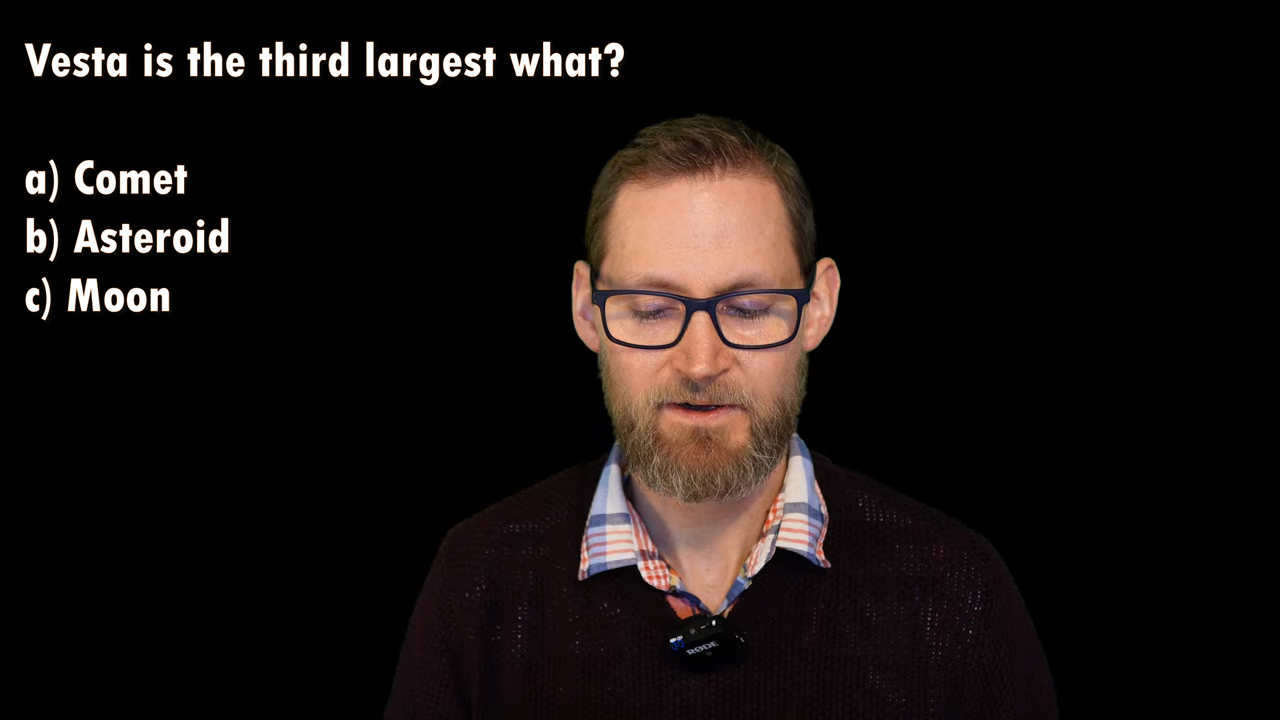 Vesta is the third largest what?
a) Comet
b) Asteroid
c) Moon
RØDE